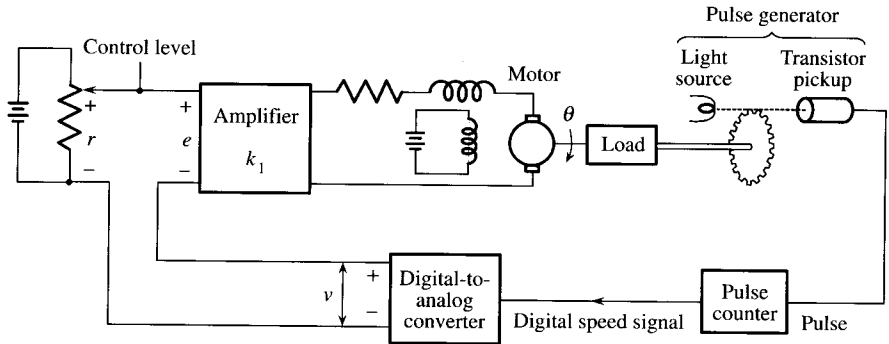 Pulse generator
Control level
Light
source
Transistor
pickup
Motor
+
r
−
+
e
−
Amplifier
k1
θ
Load
v
+
−
Digital-to-
analog
converter
Digital speed signal
Pulse
counter
Pulse